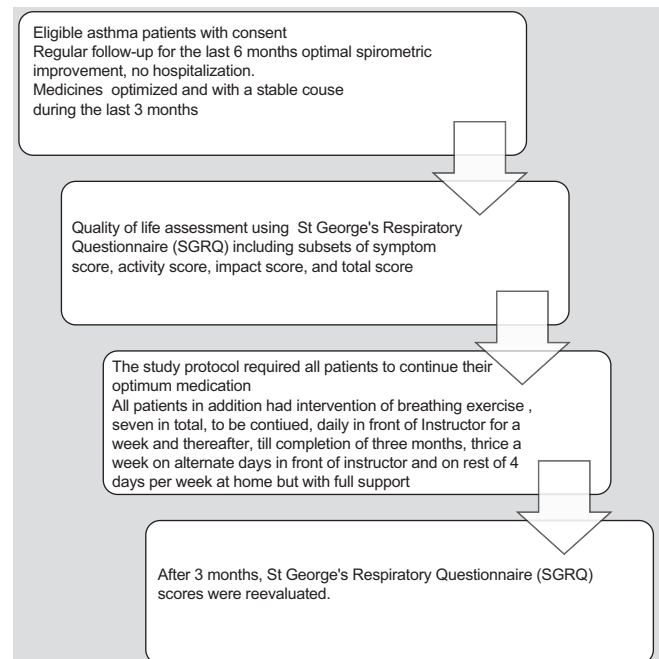 Eligible asthma patients with consent
Regular follow-up for the last 6 months optimal spirometric
improvement, no hospitalization.
Medicines optimized and with a stable couse
during the last 3 months
Quality of life assessment using St George's Respiratory
Questionnaire (SGRQ) including subsets of symptom
score, activity score, impact score, and total score
The study protocol required all patients to continue their
optimum medication
All patients in addition had intervention of breathing exercise ,
seven in total, to be contiued, daily in front of Instructor for a
week and thereafter, till completion of three months, thrice a
week on alternate days in front of instructor and on rest of 4
days per week at home but with full support
After 3 months, St George's Respiratory Questionnaire (SGRQ)
scores were reevaluated.